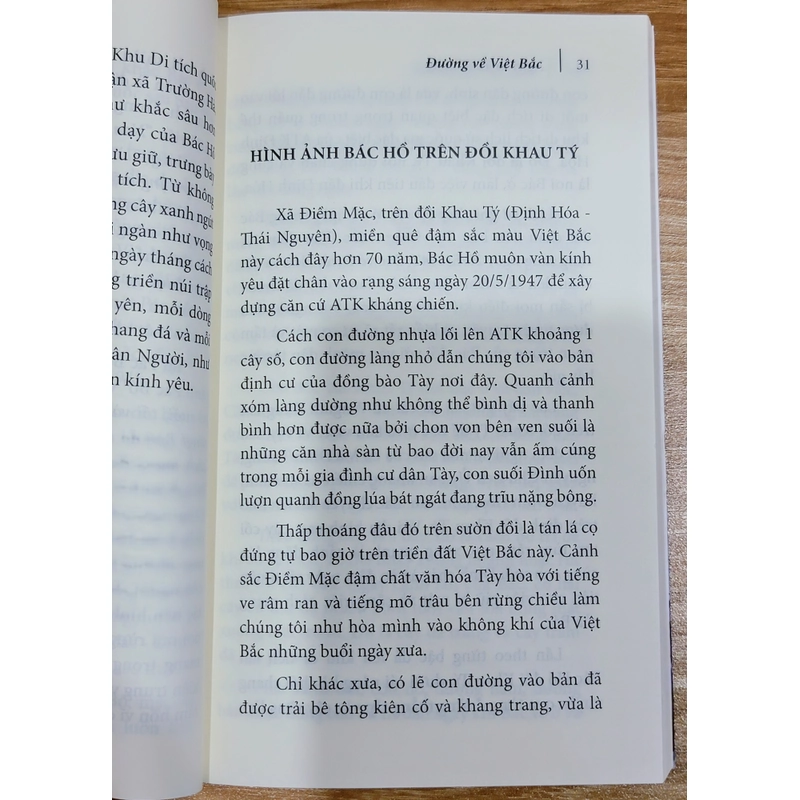 Khu Di tích
xã Trường Hà
khắc sâu hơn
dạy của Bác Hồ
giữ, trưng bày
tích. Từ không
cây xanh
ngàn như vọng
ngày tháng cách
triền núi trập
yên, mỗi dòng
hang đá và mỗi
Người, như
kính yêu.
Đường về Việt Bắc | 31
HÌNH ẢNH BÁC HỒ TRÊN ĐỒI KHAU TÝ
Xã Điềm Mặc, trên đồi Khau Tý (Định Hóa -
Thái Nguyên), miền quê đậm sắc màu Việt Bắc
này cách đây hơn 70 năm, Bác Hồ muôn vàn kính
yêu đặt chân vào rạng sáng ngày 20/5/1947 để xây
dựng căn cứ ATK kháng chiến.
Cách con đường nhựa lối lên ATK khoảng 1
cây số, con đường làng nhỏ dẫn chúng tôi vào bản
định cư của đồng bào Tày nơi đây. Quanh cảnh
xóm làng dường như không thể bình dị và thanh
bình hơn được nữa bởi chon von bên ven suối là
những căn nhà sàn từ bao đời nay vẫn ấm cúng
trong mỗi gia đình cư dân Tày, con suối Đình uốn
lượn quanh đồng lúa bát ngát đang trĩu nặng bông.
Thấp thoáng đâu đó trên sườn đồi là tán lá cọ
đứng tự bao giờ trên triền đất Việt Bắc này. Cảnh
sắc Điềm Mặc đậm chất văn hóa Tày hòa với tiếng
ve râm ran và tiếng mõ trâu bên rừng chiều làm
chúng tôi như hòa mình vào không khí của Việt
Bắc những buổi ngày xưa.
Chỉ khác xưa, có lẽ con đường vào bản đã
được trải bê tông kiên cố và khang trang, vừa là